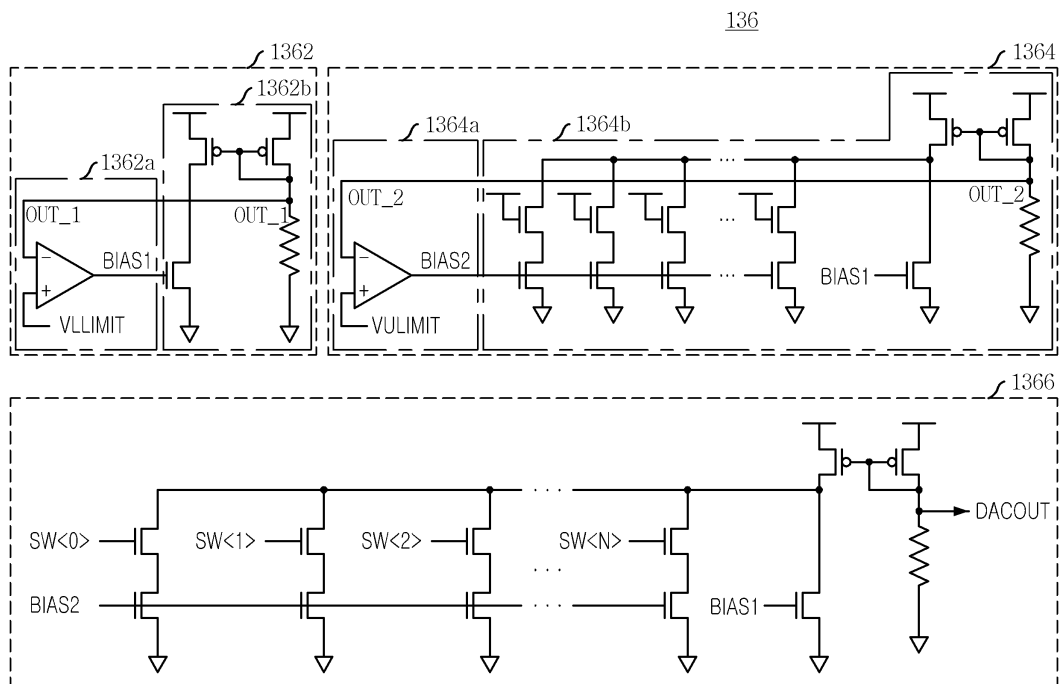 136
1362
1362b
1362a
OUT_1
OUT_1
BIAS1
VLLIMIT
1364
1364a
1364b
OUT_2
OUT_2
...
...
BIAS2
...
BIAS1
VULIMIT
1366
...
DACOUT
SW<0>
SW<1>
SW<2>
SW<N>
...
BIAS2
...
BIAS1